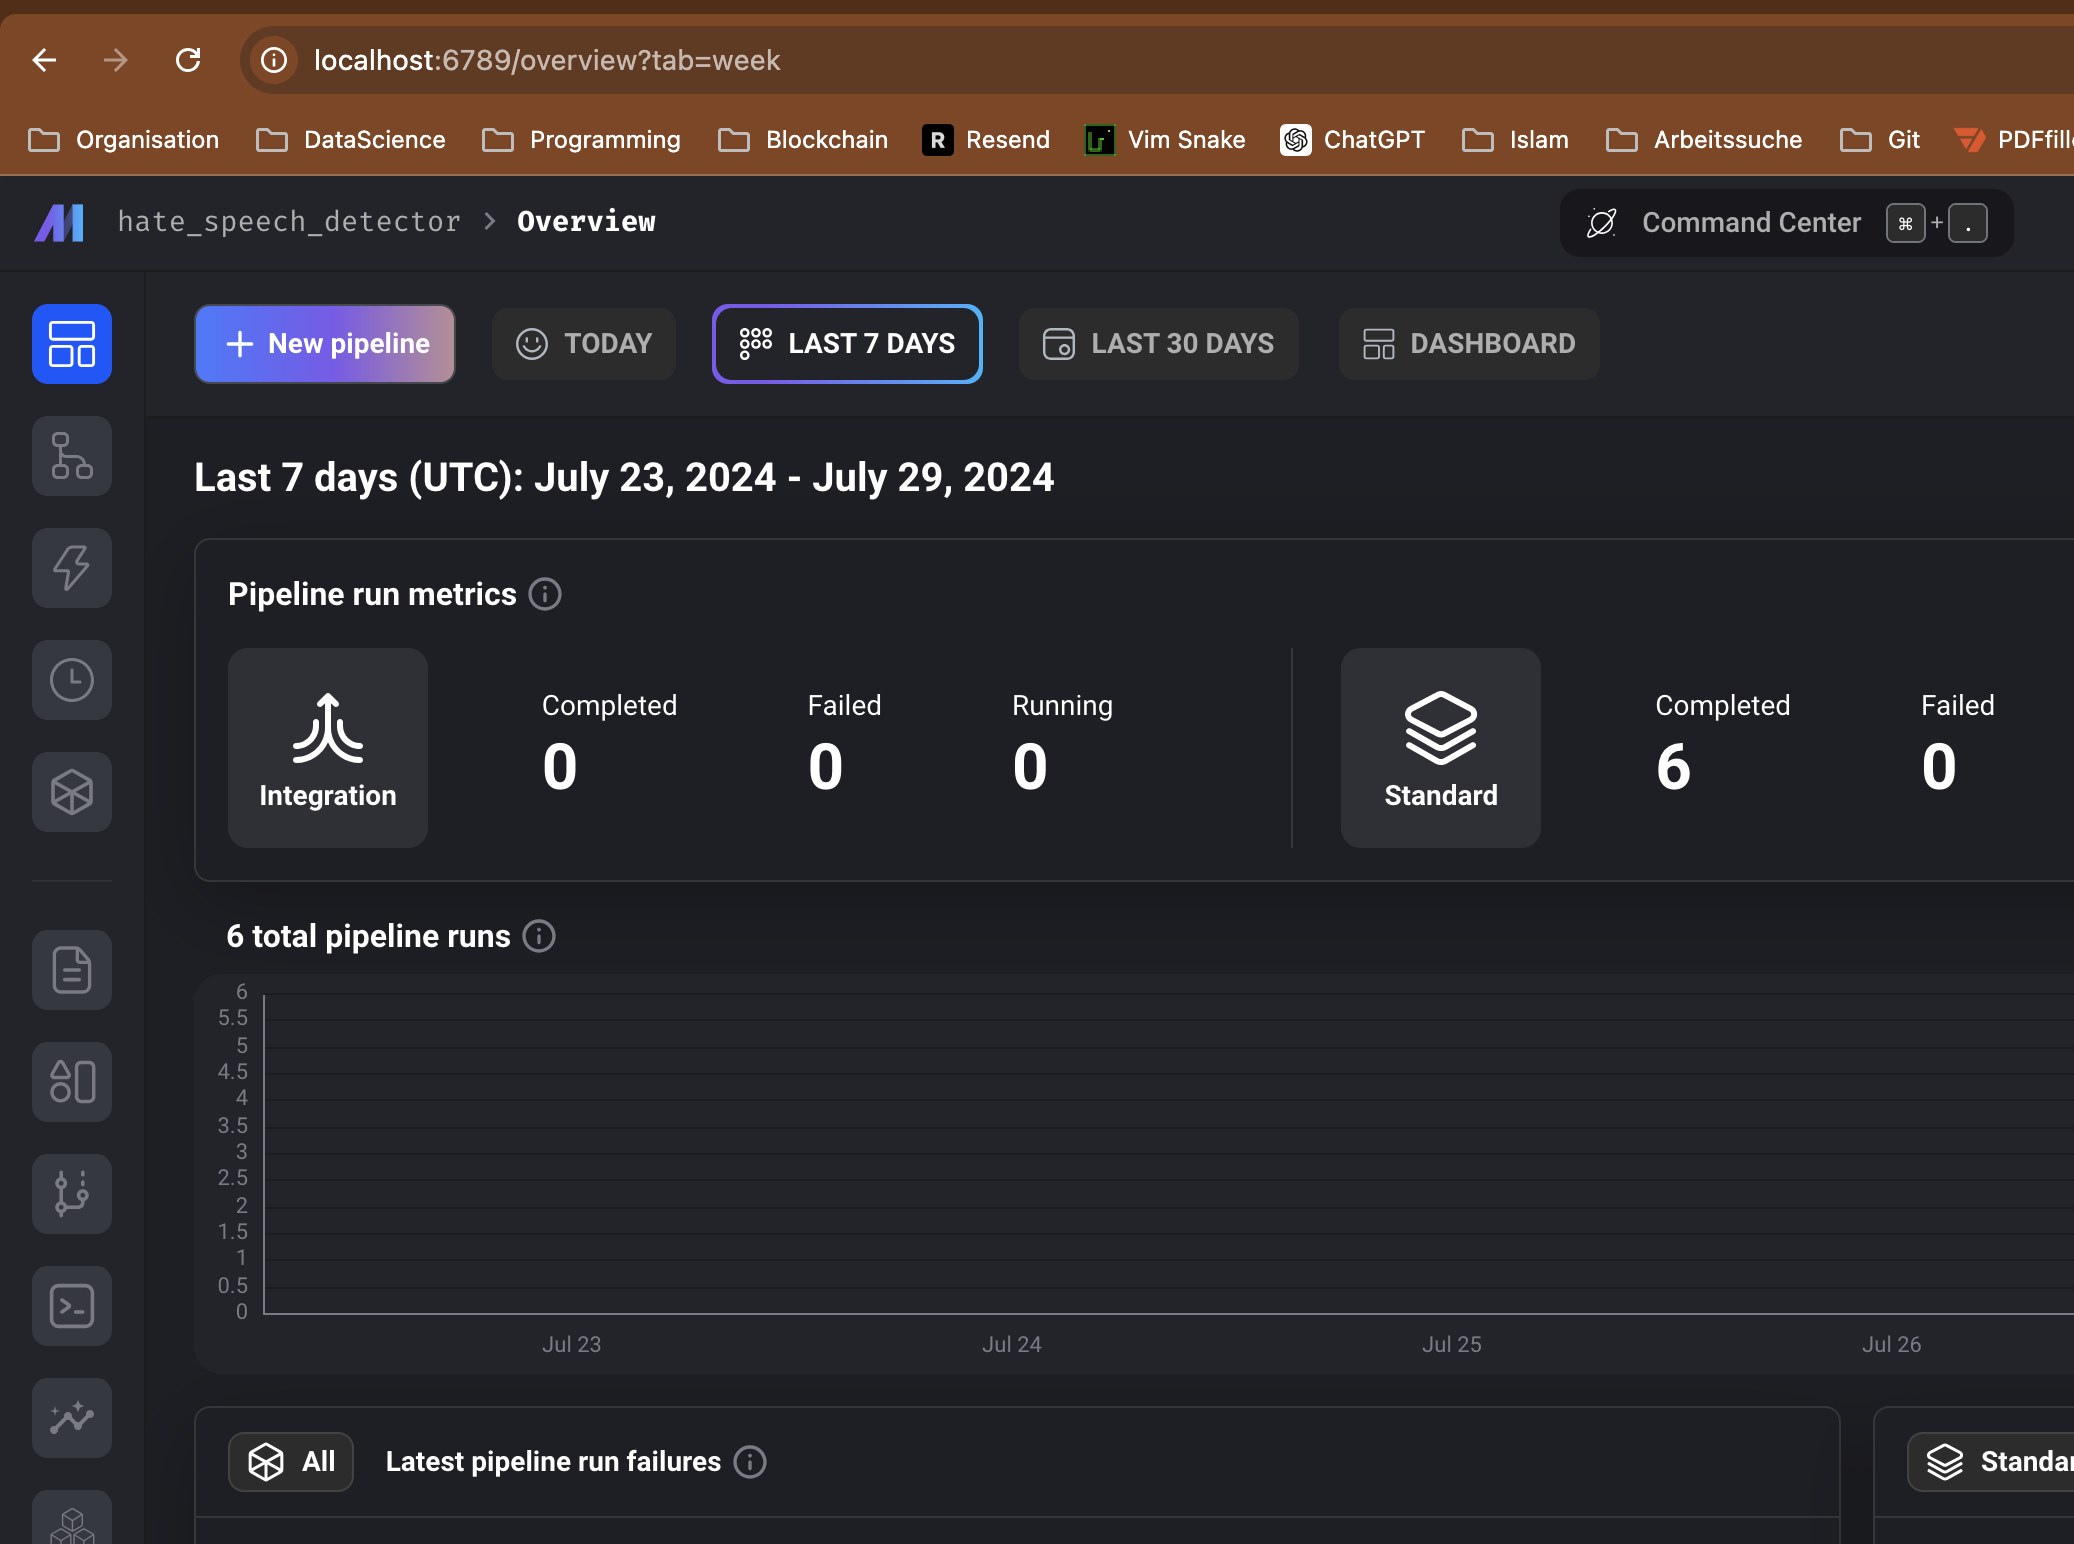 localhost:6789/overview?tab=week
Organisation DataScience Programming Blockchain R Resend Vim Snake ChatGPT Islam Arbeitssuche Git
hate_speech_detector > Overview
Command Center ⌘ + .
+ New pipeline TODAY LAST 7 DAYS LAST 30 DAYS DASHBOARD
Last 7 days (UTC): July 23, 2024 - July 29, 2024
Pipeline run metrics
Integration
Completed Failed Running
0 0 0
Standard
Completed Failed
6 0
6 total pipeline runs
6
5.5
5
4.5
4
3.5
3
2.5
2
1.5
1
0.5
0
Jul 23 Jul 24 Jul 25 Jul 26
All Latest pipeline run failures